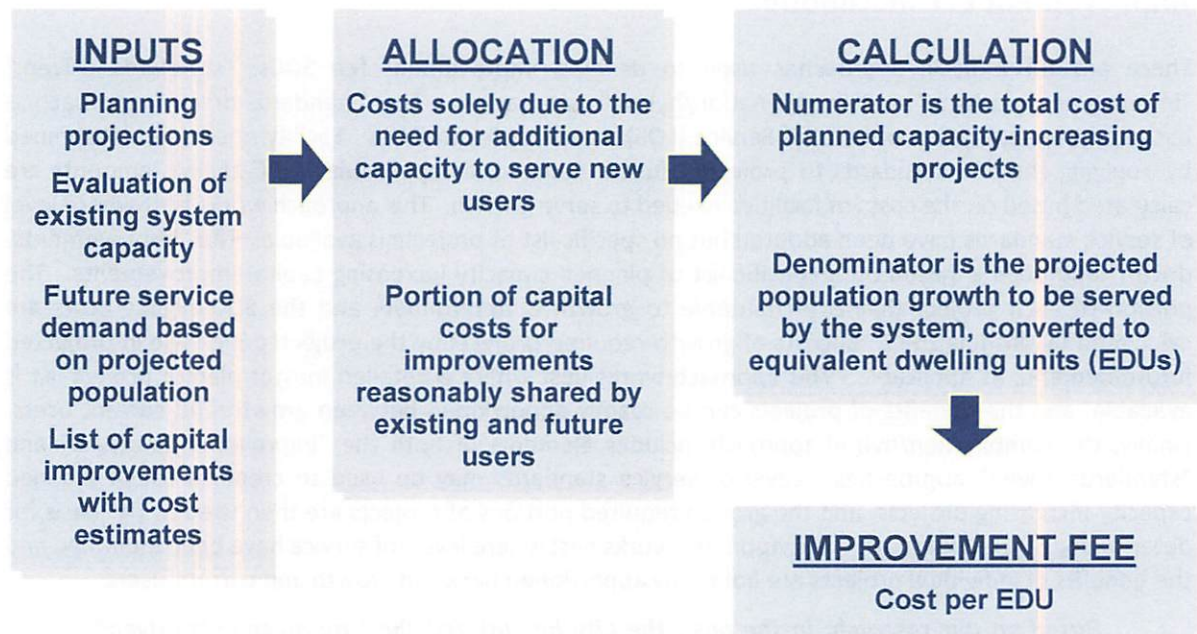 INPUTS
Planning
projections
Evaluation of
existing system
capacity
Future service
demand based
on projected
population
List of capital
improvements
with cost
estimates
ALLOCATION
Costs solely due to the
need for additional
capacity to serve new
users
Portion of capital
costs for
improvements
reasonably shared by
existing and future
users
CALCULATION
Numerator is the total cost of
planned capacity-increasing
projects
Denominator is the projected
population growth to be served
by the system, converted to
equivalent dwelling units (EDUs)
IMPROVEMENT FEE
Cost per EDU